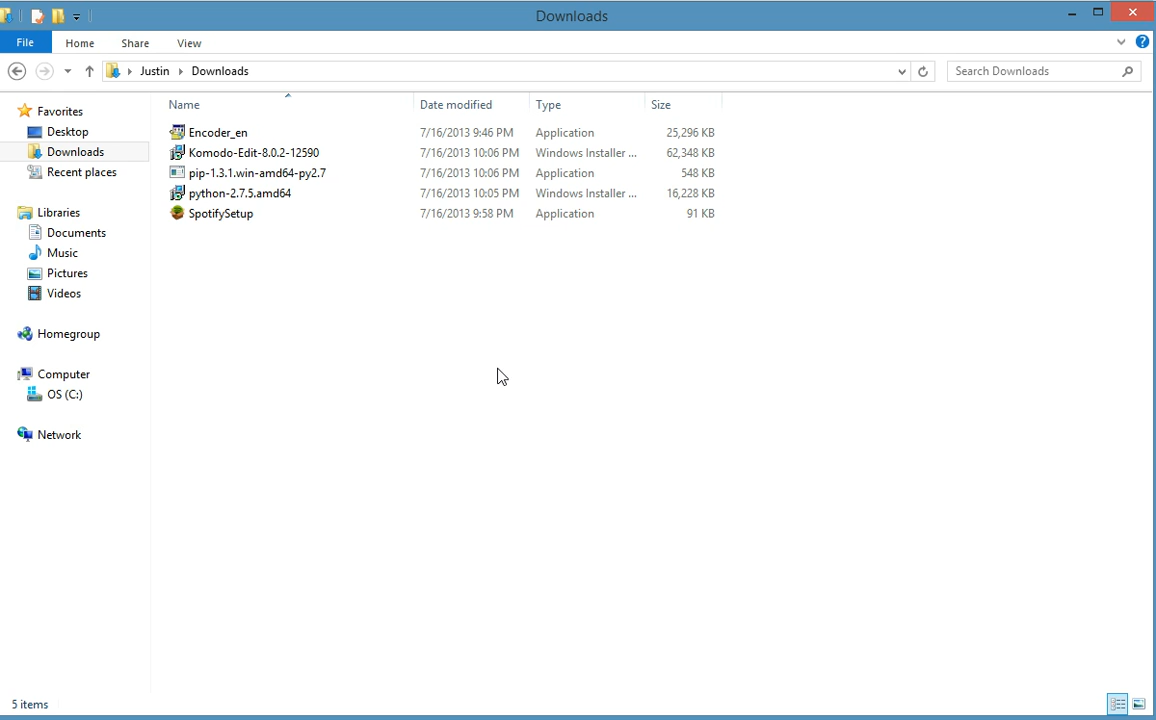 Downloads
File Home Share View
Justin Downloads Search Downloads
Name Date modified Type Size
Favorites
Desktop
Downloads
Recent places
Libraries
Documents
Music
Pictures
Videos
Homegroup
Computer
OS (C:)
Network
Encoder_en 7/16/2013 9:46 PM Application 25,296 KB
Komodo-Edit-8.0.2-12590 7/16/2013 10:06 PM Windows Installer ... 62,348 KB
pip-1.3.1.win-amd64-py2.7 7/16/2013 10:06 PM Application 548 KB
python-2.7.5.amd64 7/16/2013 10:05 PM Windows Installer ... 16,228 KB
SpotifySetup 7/16/2013 9:58 PM Application 91 KB
5 items